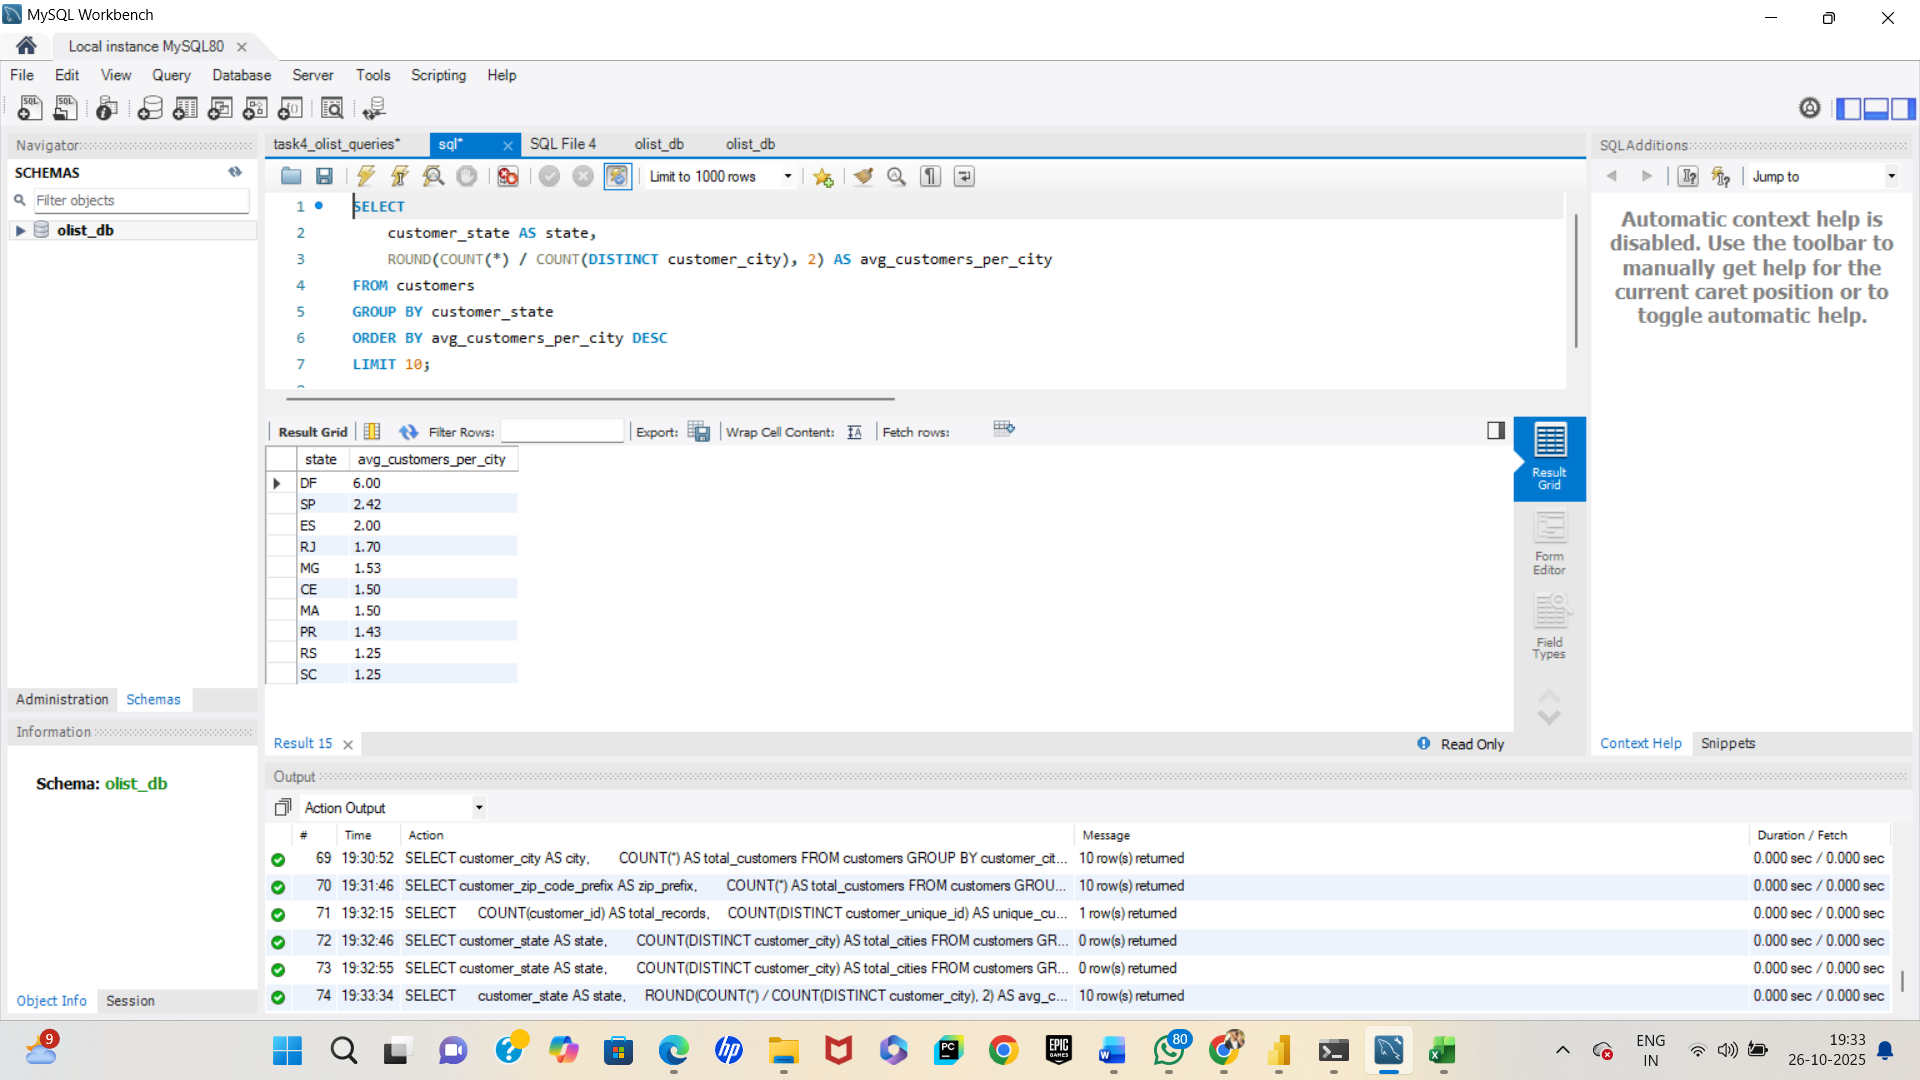 MySQL Workbench
Local instance MySQL80
File Edit View Query Database Server Tools Scripting Help
Navigator
SCHEMAS
Filter objects
olist_db
Administration Schemas
Information
Schema: olist_db
Object Info Session
task4_olist_queries* sql* SQL File 4 olist_db olist_db
Limit to 1000 rows
1 SELECT
2 customer_state AS state,
3 ROUND(COUNT(*) / COUNT(DISTINCT customer_city), 2) AS avg_customers_per_city
4 FROM customers
5 GROUP BY customer_state
6 ORDER BY avg_customers_per_city DESC
7 LIMIT 10;
Result Grid Filter Rows: Export: Wrap Cell Content: Fetch rows:
state avg_customers_per_city
DF 6.00
SP 2.42
ES 2.00
RJ 1.70
MG 1.53
CE 1.50
MA 1.50
PR 1.43
RS 1.25
SC 1.25
Result
Grid
Form
Editor
Field
Types
Result 15
Read Only
SQLAdditions
Jump to
Automatic context help is
disabled. Use the toolbar to
manually get help for the
current caret position or to
toggle automatic help.
Context Help Snippets
Output
Action Output
# Time Action Message Duration / Fetch
69 19:30:52 SELECT customer_city AS city, COUNT(*) AS total_customers FROM customers GROUP BY customer_cit... 10 row(s) returned 0.000 sec / 0.000 sec
70 19:31:46 SELECT customer_zip_code_prefix AS zip_prefix, COUNT(*) AS total_customers FROM customers GROU... 10 row(s) returned 0.000 sec / 0.000 sec
71 19:32:15 SELECT COUNT(customer_id) AS total_records, COUNT(DISTINCT customer_unique_id) AS unique_cu... 1 row(s) returned 0.000 sec / 0.000 sec
72 19:32:46 SELECT customer_state AS state, COUNT(DISTINCT customer_city) AS total_cities FROM customers GR... 0 row(s) returned 0.000 sec / 0.000 sec
73 19:32:55 SELECT customer_state AS state, COUNT(DISTINCT customer_city) AS total_cities FROM customers GR... 0 row(s) returned 0.000 sec / 0.000 sec
74 19:33:34 SELECT customer_state AS state, ROUND(COUNT(*) / COUNT(DISTINCT customer_city), 2) AS avg_c... 10 row(s) returned 0.000 sec / 0.000 sec
9
80
ENG
IN
19:33
26-10-2025